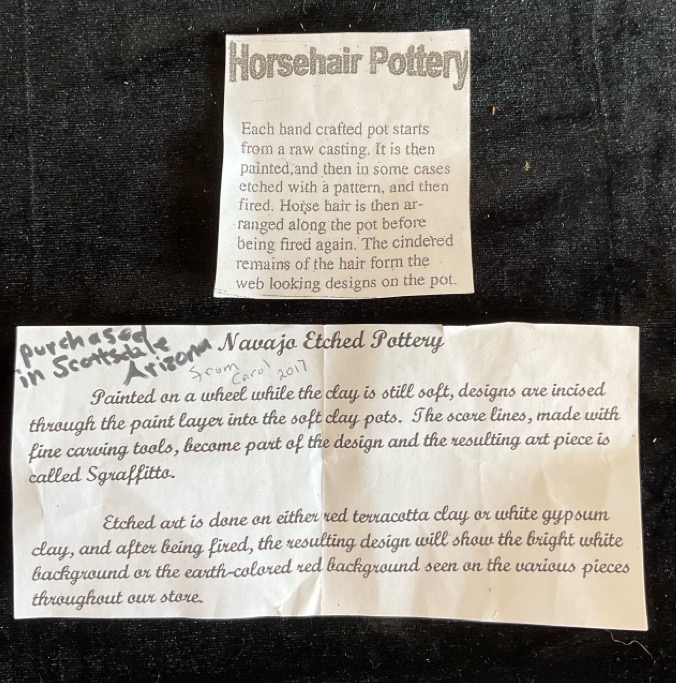 Horsehair Pottery
Each hand crafted pot starts
from a raw casting. It is then
painted,and then in some cases
etched with a pattern, and then
fired. Horse hair is then ar-
ranged along the pot before
being fired again. The cindered
remains of the hair form the
web looking designs on the pot.
purchased
in Scottsdale
Arizona
Navajo Etched Pottery
from
Carol 2017
Painted on a wheel while the clay is still soft, designs are incised
through the paint layer into the soft clay pots. The score lines, made with
fine carving tools, become part of the design and the resulting art piece is
called Sgraffitto.
Etched art is done on either red terracotta clay or white gypsum
clay, and after being fired, the resulting design will show the bright white
background or the earth-colored red background seen on the various pieces
throughout our store.